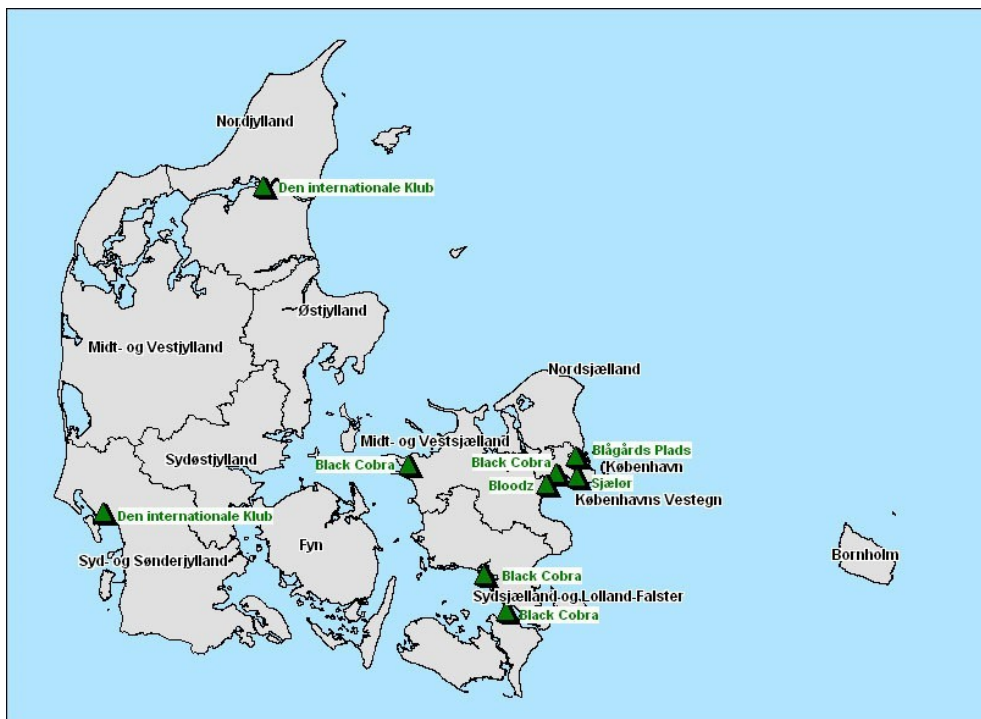 Nordjylland
Den internationale Klub
Østjylland
Midt- og Vestjylland
Nordsjælland
Midt- og Vestsjælland
Blågårds Plads
(København
Black Cobra
Black Cobra
Sydøstjylland
Bloodz
Sjælør
Københavns Vestegn
Den internationale Klub
Fyn
Syd- og Sønderjylland
Bornholm
Black Cobra
Sydsjælland og Lolland-Falster
Black Cobra